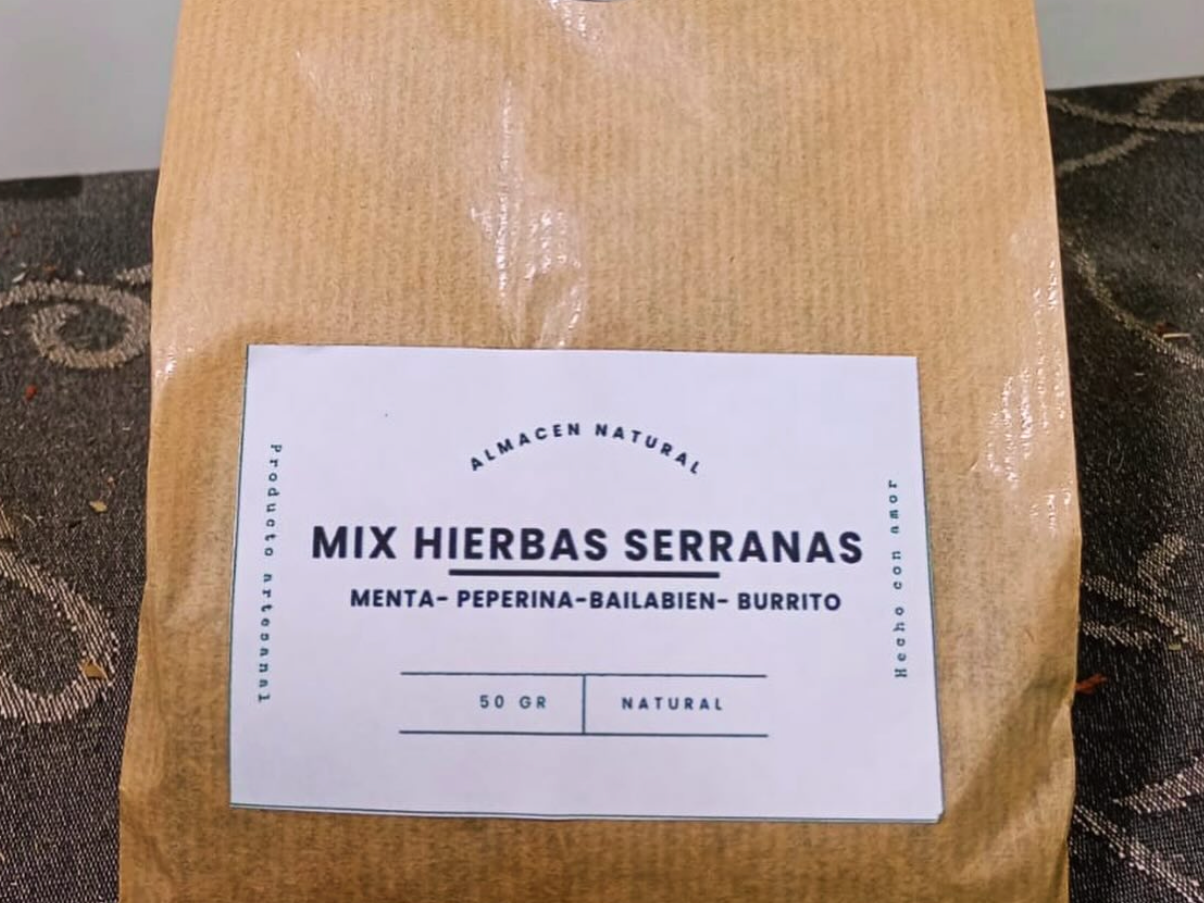 ALMACEN NATURAL
MIX HIERBAS SERRANAS
MENTA- PEPERINA-BAILABIEN- BURRITO
50 GR
NATURAL
Producto artesanal
Hecho con amor